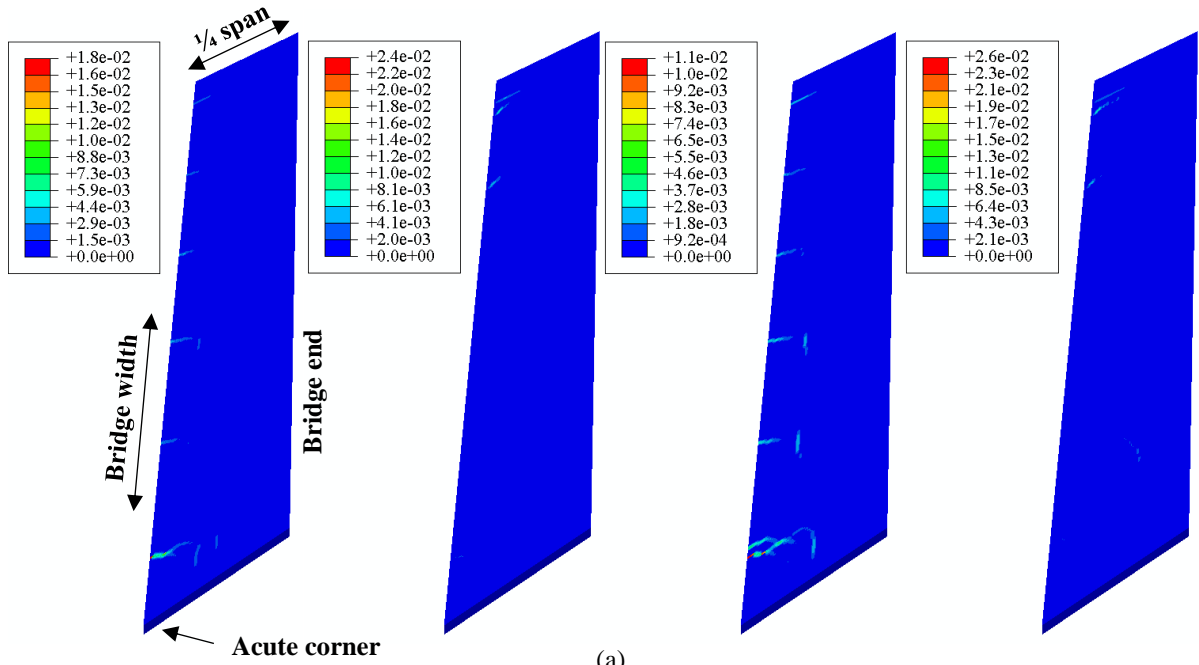 ¼ span
+1.8e-02
+1.6e-02
+1.5e-02
+1.3e-02
+1.2e-02
+1.0e-02
+8.8e-03
+7.3e-03
+5.9e-03
+4.4e-03
+2.9e-03
+1.5e-03
+0.0e+00
+2.4e-02
+2.2e-02
+2.0e-02
+1.8e-02
+1.6e-02
+1.4e-02
+1.2e-02
+1.0e-02
+8.1e-03
+6.1e-03
+4.1e-03
+2.0e-03
+0.0e+00
+1.1e-02
+1.0e-02
+9.2e-03
+8.3e-03
+7.4e-03
+6.5e-03
+5.5e-03
+4.6e-03
+3.7e-03
+2.8e-03
+1.8e-03
+9.2e-04
+0.0e+00
+2.6e-02
+2.3e-02
+2.1e-02
+1.9e-02
+1.7e-02
+1.5e-02
+1.3e-02
+1.1e-02
+8.5e-03
+6.4e-03
+4.3e-03
+2.1e-03
+0.0e+00
Bridge width
Bridge end
Acute corner
(a)